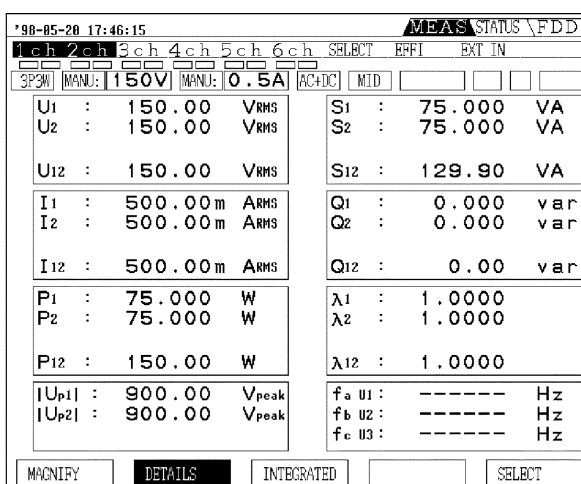 '98-05-20 17:46:15 MEAS STATUS FDD
1ch 2ch 3ch 4ch 5ch 6ch SELECT EFFI EXT IN
3P3W MANU: 150V MANU: 0.5A AC+DC MID
U1 : 150.00 VRMS
U2 : 150.00 VRMS
U12 : 150.00 VRMS
I1 : 500.00m ARMS
I2 : 500.00m ARMS
I12 : 500.00m ARMS
P1 : 75.000 W
P2 : 75.000 W
P12 : 150.00 W
|Up1| : 900.00 Vpeak
|Up2| : 900.00 Vpeak
S1 : 75.000 VA
S2 : 75.000 VA
S12 : 129.90 VA
Q1 : 0.000 var
Q2 : 0.000 var
Q12 : 0.00 var
λ1 : 1.0000
λ2 : 1.0000
λ12 : 1.0000
fa U1 : ------ Hz
fb U2 : ------ Hz
fc U3 : ------ Hz
MAGNIFY DETAILS INTEGRATED SELECT